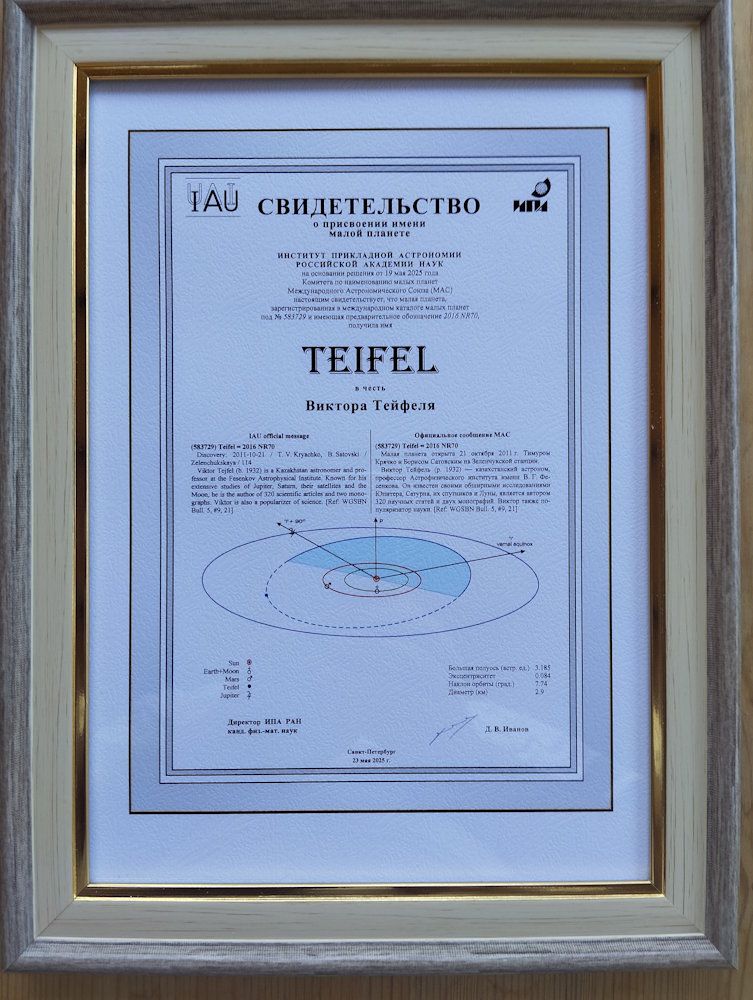 IAU
СВИДЕТЕЛЬСТВО
ИПА
о присвоении имени
малой планете
ИНСТИТУТ ПРИКЛАДНОЙ АСТРОНОМИИ
РОССИЙСКОЙ АКАДЕМИИ НАУК
на основании решения от 19 мая 2025 года
Комитета по наименованию малых планет
Международного Астрономического Союза (МАС)
настоящим свидетельствует, что малая планета,
зарегистрированная в международном каталоге малых планет
под № 583729 и имеющая предварительное обозначение 2016 NR70,
получила имя
TEIFEL
в честь
Виктора Тейфеля
IAU official message
(583729) Teifel = 2016 NR70
Discovery: 2011-10-21 / T. V. Kryachko, B. Satovski /
Zelenchukskaya / 114
Viktor Tejfel (b. 1932) is a Kazakhstan astronomer and pro-
fessor at the Fesenkov Astrophysical Institute. Known for his
extensive studies of Jupiter, Saturn, their satellites and the
Moon, he is the author of 320 scientific articles and two mono-
graphs. Viktor is also a popularizer of science. [Ref: WGSBN
Bull. 5, #9, 21]
Официальное сообщение МАС
(583729) Teifel = 2016 NR70
Малая планета открыта 21 октября 2011 г. Тимуром
Крячко и Борисом Сатовским на Зеленчукской станции.
Виктор Тейфель (р. 1932) — казахстанский астроном,
профессор Астрофизического института имени В. Г. Фе-
сенкова. Он известен своими обширными исследованиями
Юпитера, Сатурна, их спутников и Луны, является автором
320 научных статей и двух монографий. Виктор также по-
пуляризатор науки. [Ref: WGSBN Bull. 5, #9, 21]
♈+ 90°
P
♈
vernal equinox
Sun
Earth+Moon
Mars
Teifel
Jupiter
Большая полуось (астр. ед.) 3.185
Эксцентриситет 0.084
Наклон орбиты (град.) 7.74
Диаметр (км) 2.9
Директор ИПА РАН
канд. физ.-мат. наук
Д. В. Иванов
Санкт-Петербург
23 мая 2025 г.